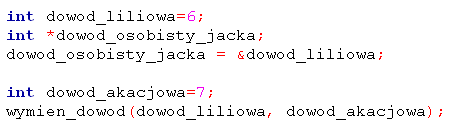 int dowod_liliowa=6;
int *dowod_osobisty_jacka;
dowod_osobisty_jacka = &dowod_liliowa;
int dowod_akacjowa=7;
wymien_dowod(dowod_liliowa, dowod_akacjowa);